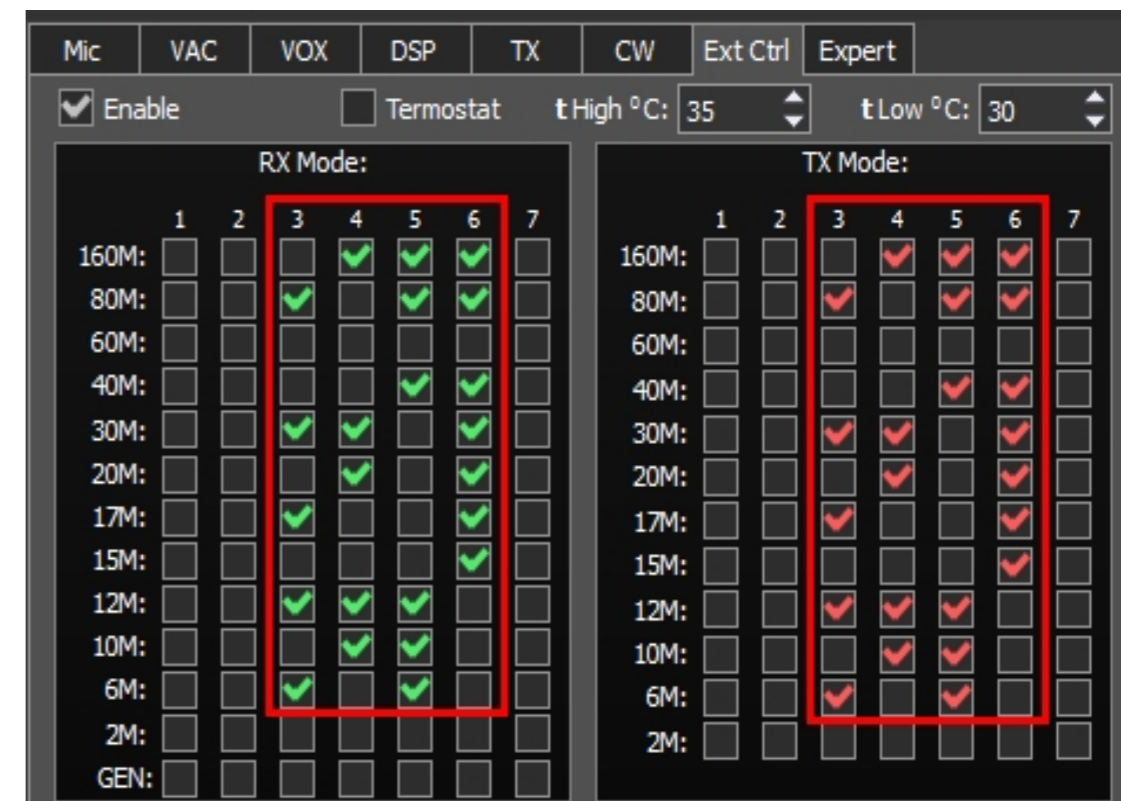 Mic VAC VOX DSP TX CW Ext Ctrl Expert
Enable Termostat t High °C: 35 t Low °C: 30
RX Mode:
1 2 3 4 5 6 7
160M:
80M:
60M:
40M:
30M:
20M:
17M:
15M:
12M:
10M:
6M:
2M:
GEN:
TX Mode:
1 2 3 4 5 6 7
160M:
80M:
60M:
40M:
30M:
20M:
17M:
15M:
12M:
10M:
6M:
2M: